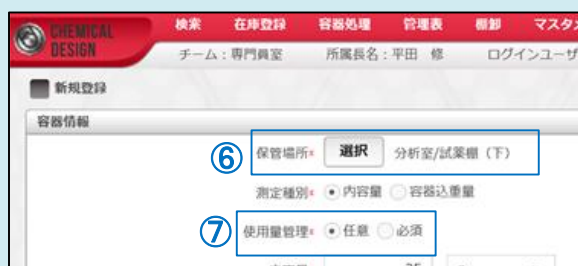 CHEMICAL
DESIGN
検索 在庫登録 容器処理 管理表 棚卸 マスタメ
チーム：専門員室 所属長名：平田 修 ログインユーザ
新規登録
容器情報
⑥ 保管場所* 選択 分析室/試薬棚（下）
測定種別* 内容量 容器込重量
⑦ 使用量管理* 任意 必須